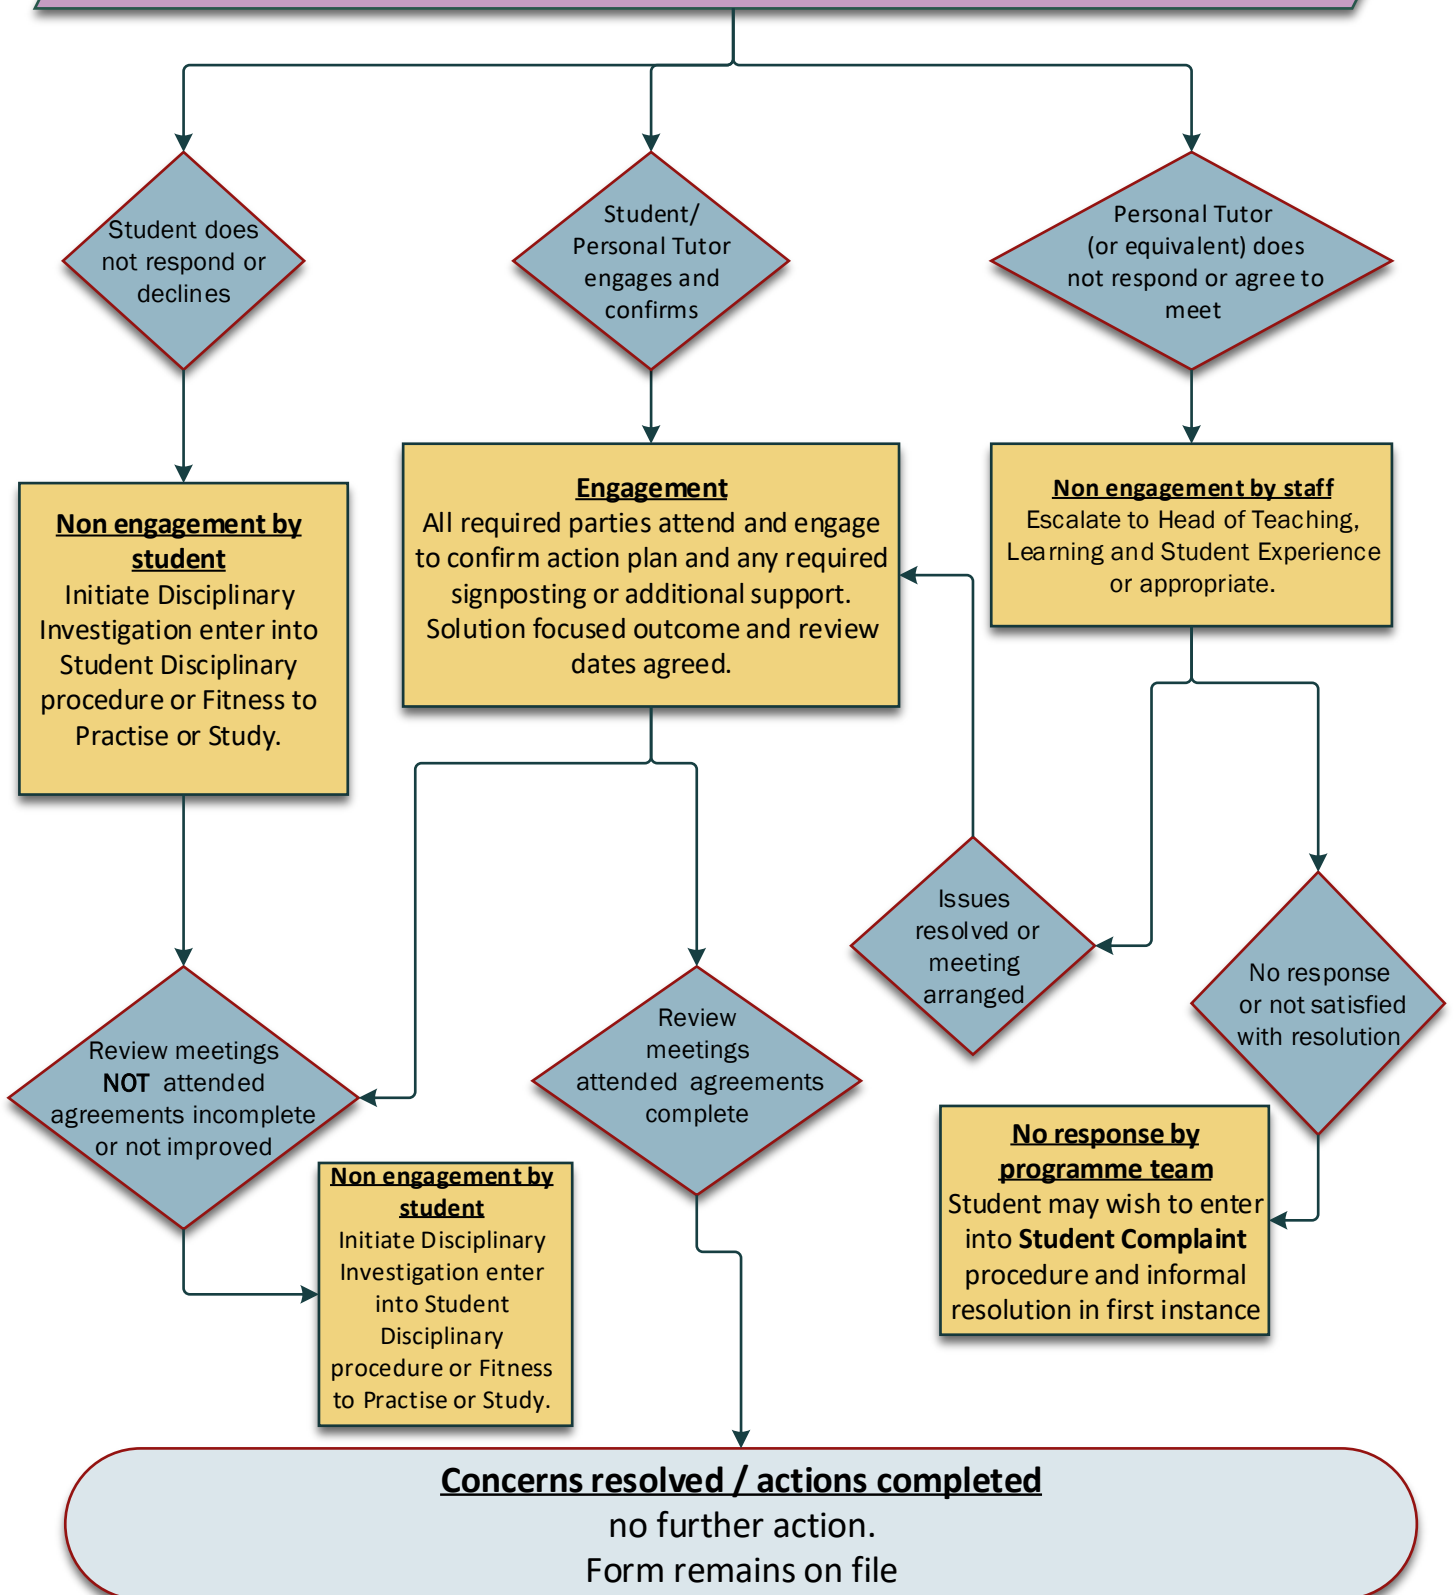 Student does
not respond or
declines
Student/
Personal Tutor
engages and
confirms
Personal Tutor
(or equivalent) does
not respond or agree to
meet
Non engagement by
student
Initiate Disciplinary
Investigation enter into
Student Disciplinary
procedure or Fitness to
Practise or Study.
Engagement
All required parties attend and engage
to confirm action plan and any required
signposting or additional support.
Solution focused outcome and review
dates agreed.
Non engagement by staff
Escalate to Head of Teaching,
Learning and Student Experience
or appropriate.
Issues
resolved or
meeting
arranged
No response
or not satisfied
with resolution
Review meetings
NOT attended
agreements incomplete
or not improved
Review
meetings
attended agreements
complete
Non engagement by
student
Initiate Disciplinary
Investigation enter
into Student
Disciplinary
procedure or Fitness
to Practise or Study.
No response by
programme team
Student may wish to enter
into Student Complaint
procedure and informal
resolution in first instance
Concerns resolved / actions completed
no further action.
Form remains on file